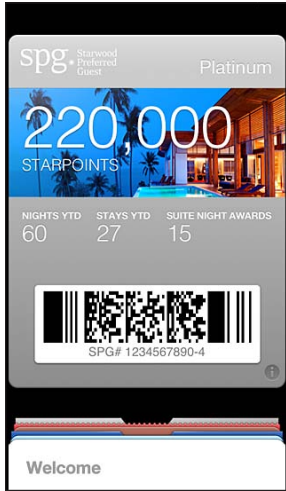 spg. Starwood
Preferred
Guest
Platinum
220,000
STARPOINTS
NIGHTS YTD STAYS YTD SUITE NIGHT AWARDS
60 27 15
SPG# 1234567890-4
i
Welcome